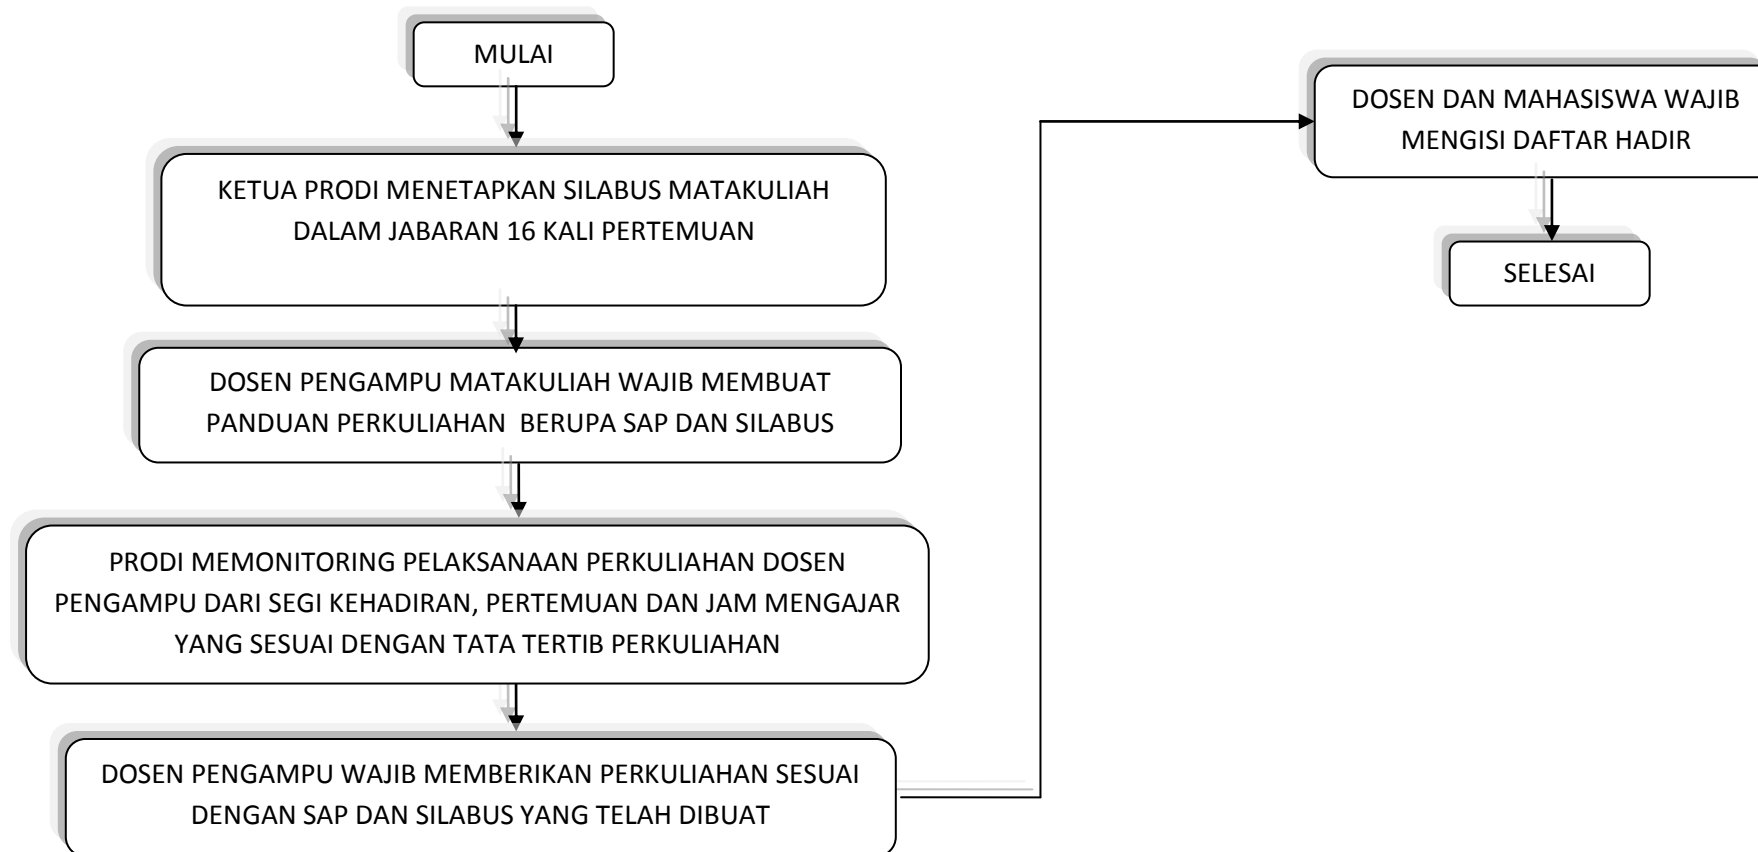 MULAI
KETUA PRODI MENETAPKAN SILABUS MATAKULIAH
DALAM JABARAN 16 KALI PERTEMUAN
DOSEN PENGAMPU MATAKULIAH WAJIB MEMBUAT
PANDUAN PERKULIAHAN  BERUPA SAP DAN SILABUS
PRODI MEMONITORING PELAKSANAAN PERKULIAHAN DOSEN
PENGAMPU DARI SEGI KEHADIRAN, PERTEMUAN DAN JAM MENGAJAR
YANG SESUAI DENGAN TATA TERTIB PERKULIAHAN
DOSEN PENGAMPU WAJIB MEMBERIKAN PERKULIAHAN SESUAI
DENGAN SAP DAN SILABUS YANG TELAH DIBUAT
DOSEN DAN MAHASISWA WAJIB
MENGISI DAFTAR HADIR
SELESAI